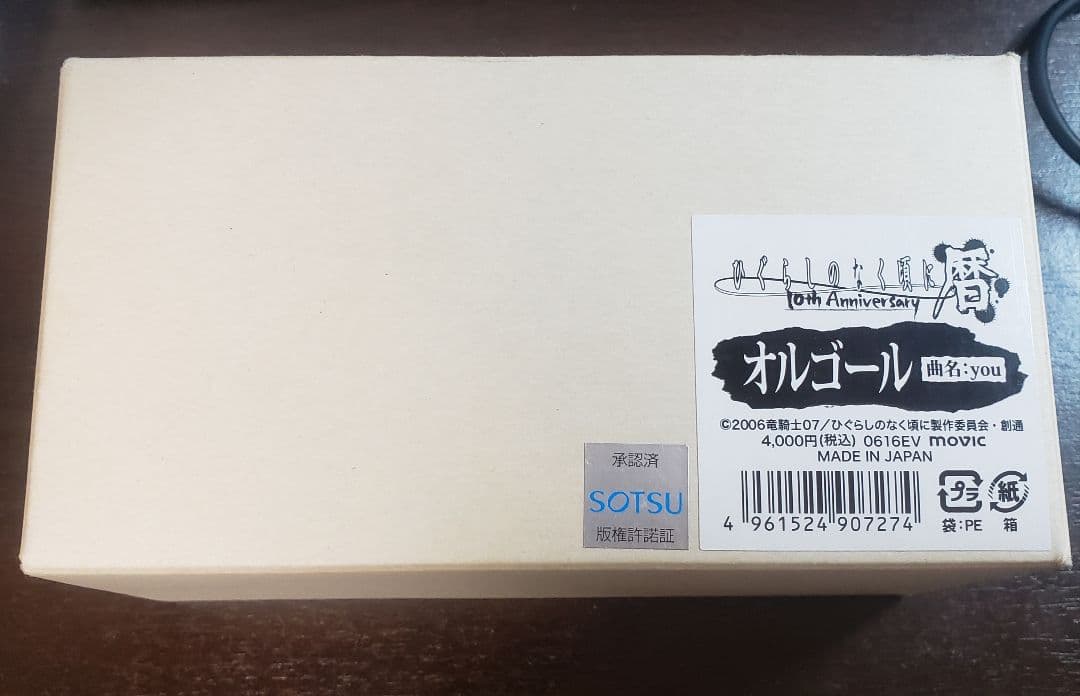 ひぐらしのなく頃に暦
10th Anniversary
オルゴール 曲名:you
©2006竜騎士07/ひぐらしのなく頃に製作委員会・創通
4,000円(税込) 0616EV movic
MADE IN JAPAN
4 961524 907274
プラ 紙
袋:PE 箱
承認済
SOTSU
版権許諾証